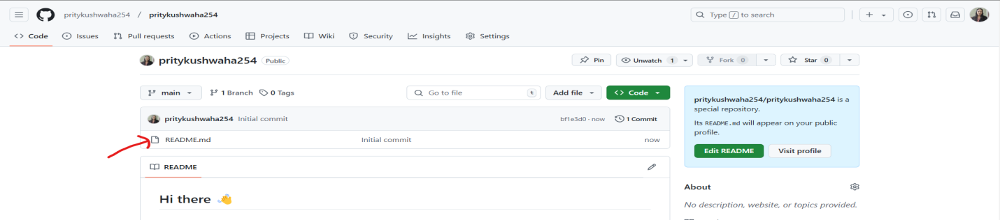 pritykushwaha254 / pritykushwaha254 Type / to search
Code Issues Pull requests Actions Projects Wiki Security Insights Settings
pritykushwaha254 Public Pin Unwatch 1 Fork 0 Star 0
main 1 Branch 0 Tags Go to file t Add file Code
pritykushwaha254 Initial commit bf1e3d0 · now 1 Commit
README.md Initial commit now
README
Hi there 👋
pritykushwaha254/pritykushwaha254 is a
special repository.
Its README.md will appear on your public
profile.
Edit README Visit profile
About
No description, website, or topics provided.